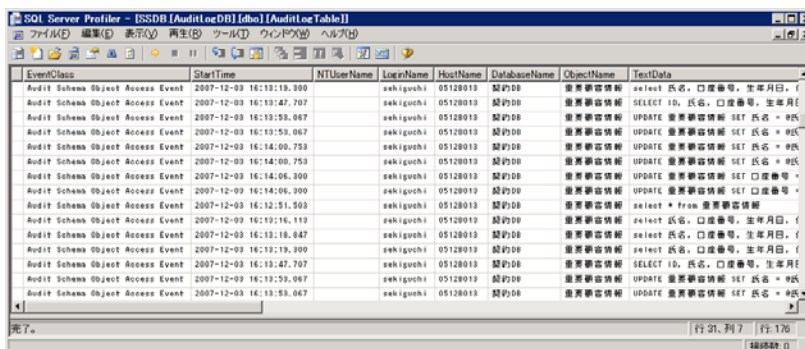 SQL Server Profiler - [SSDB.[AuditLogDB].[dbo].[AuditLogTable]]
ファイル(F) 編集(E) 表示(V) 再生(R) ツール(T) ウィンドウ(W) ヘルプ(H)
EventClass StartTime NTUserName LoginName HostName DatabaseName ObjectName TextData
Audit Schema Object Access Event 2007-12-03 16:13:19.300 sekiguchi 05128013 契約DB 重要顧客情報 select 氏名, 口座番号, 生年月日,
Audit Schema Object Access Event 2007-12-03 16:13:47.707 sekiguchi 05128013 契約DB 重要顧客情報 SELECT ID, 氏名, 口座番号, 生年月
Audit Schema Object Access Event 2007-12-03 16:13:53.067 sekiguchi 05128013 契約DB 重要顧客情報 UPDATE 重要顧客情報 SET 氏名 = @氏
Audit Schema Object Access Event 2007-12-03 16:13:53.067 sekiguchi 05128013 契約DB 重要顧客情報 UPDATE 重要顧客情報 SET 氏名 = @氏
Audit Schema Object Access Event 2007-12-03 16:14:00.753 sekiguchi 05128013 契約DB 重要顧客情報 UPDATE 重要顧客情報 SET 氏名 = @氏
Audit Schema Object Access Event 2007-12-03 16:14:00.753 sekiguchi 05128013 契約DB 重要顧客情報 UPDATE 重要顧客情報 SET 氏名 = @氏
Audit Schema Object Access Event 2007-12-03 16:14:06.300 sekiguchi 05128013 契約DB 重要顧客情報 UPDATE 重要顧客情報 SET 口座番号 =
Audit Schema Object Access Event 2007-12-03 16:14:06.300 sekiguchi 05128013 契約DB 重要顧客情報 UPDATE 重要顧客情報 SET 口座番号 =
Audit Schema Object Access Event 2007-12-03 16:12:51.503 sekiguchi 05128013 契約DB 重要顧客情報 select * from 重要顧客情報
Audit Schema Object Access Event 2007-12-03 16:13:16.113 sekiguchi 05128013 契約DB 重要顧客情報 select 氏名, 口座番号, 生年月日,
Audit Schema Object Access Event 2007-12-03 16:13:18.847 sekiguchi 05128013 契約DB 重要顧客情報 select 氏名, 口座番号, 生年月日,
Audit Schema Object Access Event 2007-12-03 16:13:19.300 sekiguchi 05128013 契約DB 重要顧客情報 select 氏名, 口座番号, 生年月日,
Audit Schema Object Access Event 2007-12-03 16:13:47.707 sekiguchi 05128013 契約DB 重要顧客情報 SELECT ID, 氏名, 口座番号, 生年月
Audit Schema Object Access Event 2007-12-03 16:13:53.067 sekiguchi 05128013 契約DB 重要顧客情報 UPDATE 重要顧客情報 SET 氏名 = @氏
Audit Schema Object Access Event 2007-12-03 16:13:53.067 sekiguchi 05128013 契約DB 重要顧客情報 UPDATE 重要顧客情報 SET 氏名 = @氏
完了。 行 31、列 7 行: 176
接続数: 0